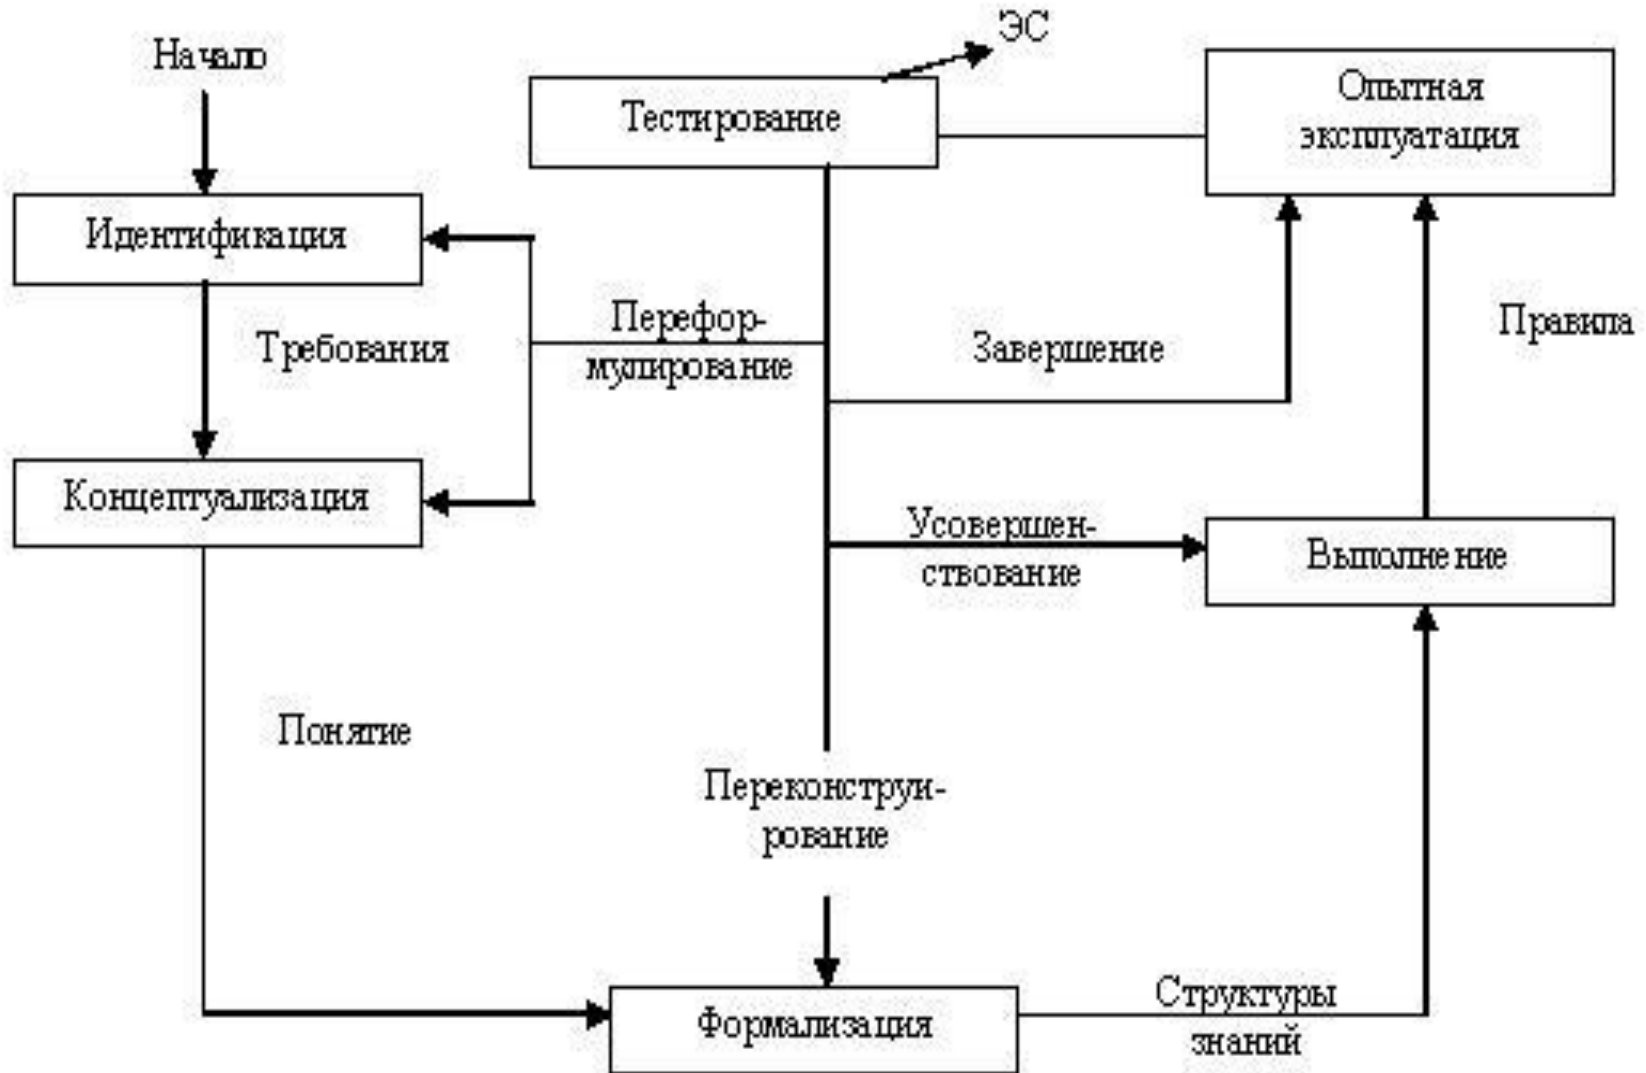 ЭС
Начало
Тестирование
Опытная
эксплуатация
Идентификация
Требования
Перефор-
мулирование
Завершение
Правила
Концептуализация
Усовершен-
ствование
Выполнение
Понятие
Переконструи-
рование
Формализация
Структуры
знаний